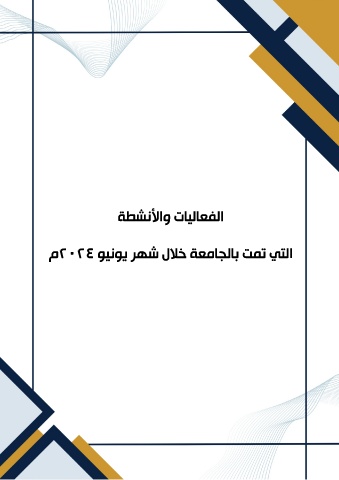 الفعاليات والأنشطة
التي تمت بالجامعة خلال شهر يونيو ٢٠٢٤م